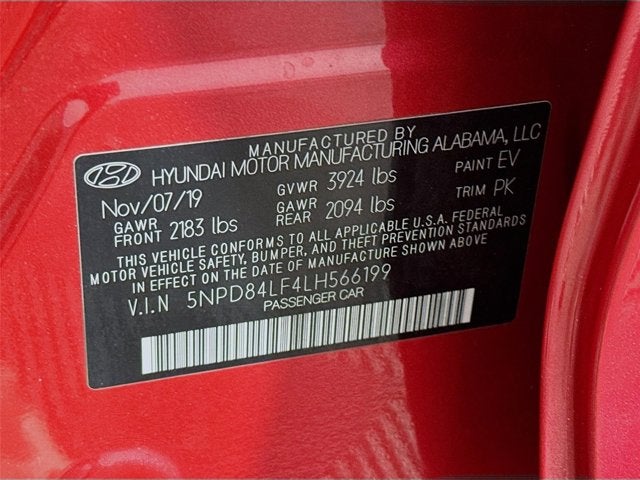 MANUFACTURED BY
HYUNDAI MOTOR MANUFACTURING ALABAMA, LLC
Nov/07/19 GVWR 3924 lbs PAINT EV
GAWR FRONT 2183 lbs GAWR REAR 2094 lbs TRIM PK
THIS VEHICLE CONFORMS TO ALL APPLICABLE U.S.A. FEDERAL
MOTOR VEHICLE SAFETY, BUMPER, AND THEFT PREVENTION STANDARDS
IN EFFECT ON THE DATE OF MANUFACTURE SHOWN ABOVE
V.I.N 5NPD84LF4LH566199
PASSENGER CAR